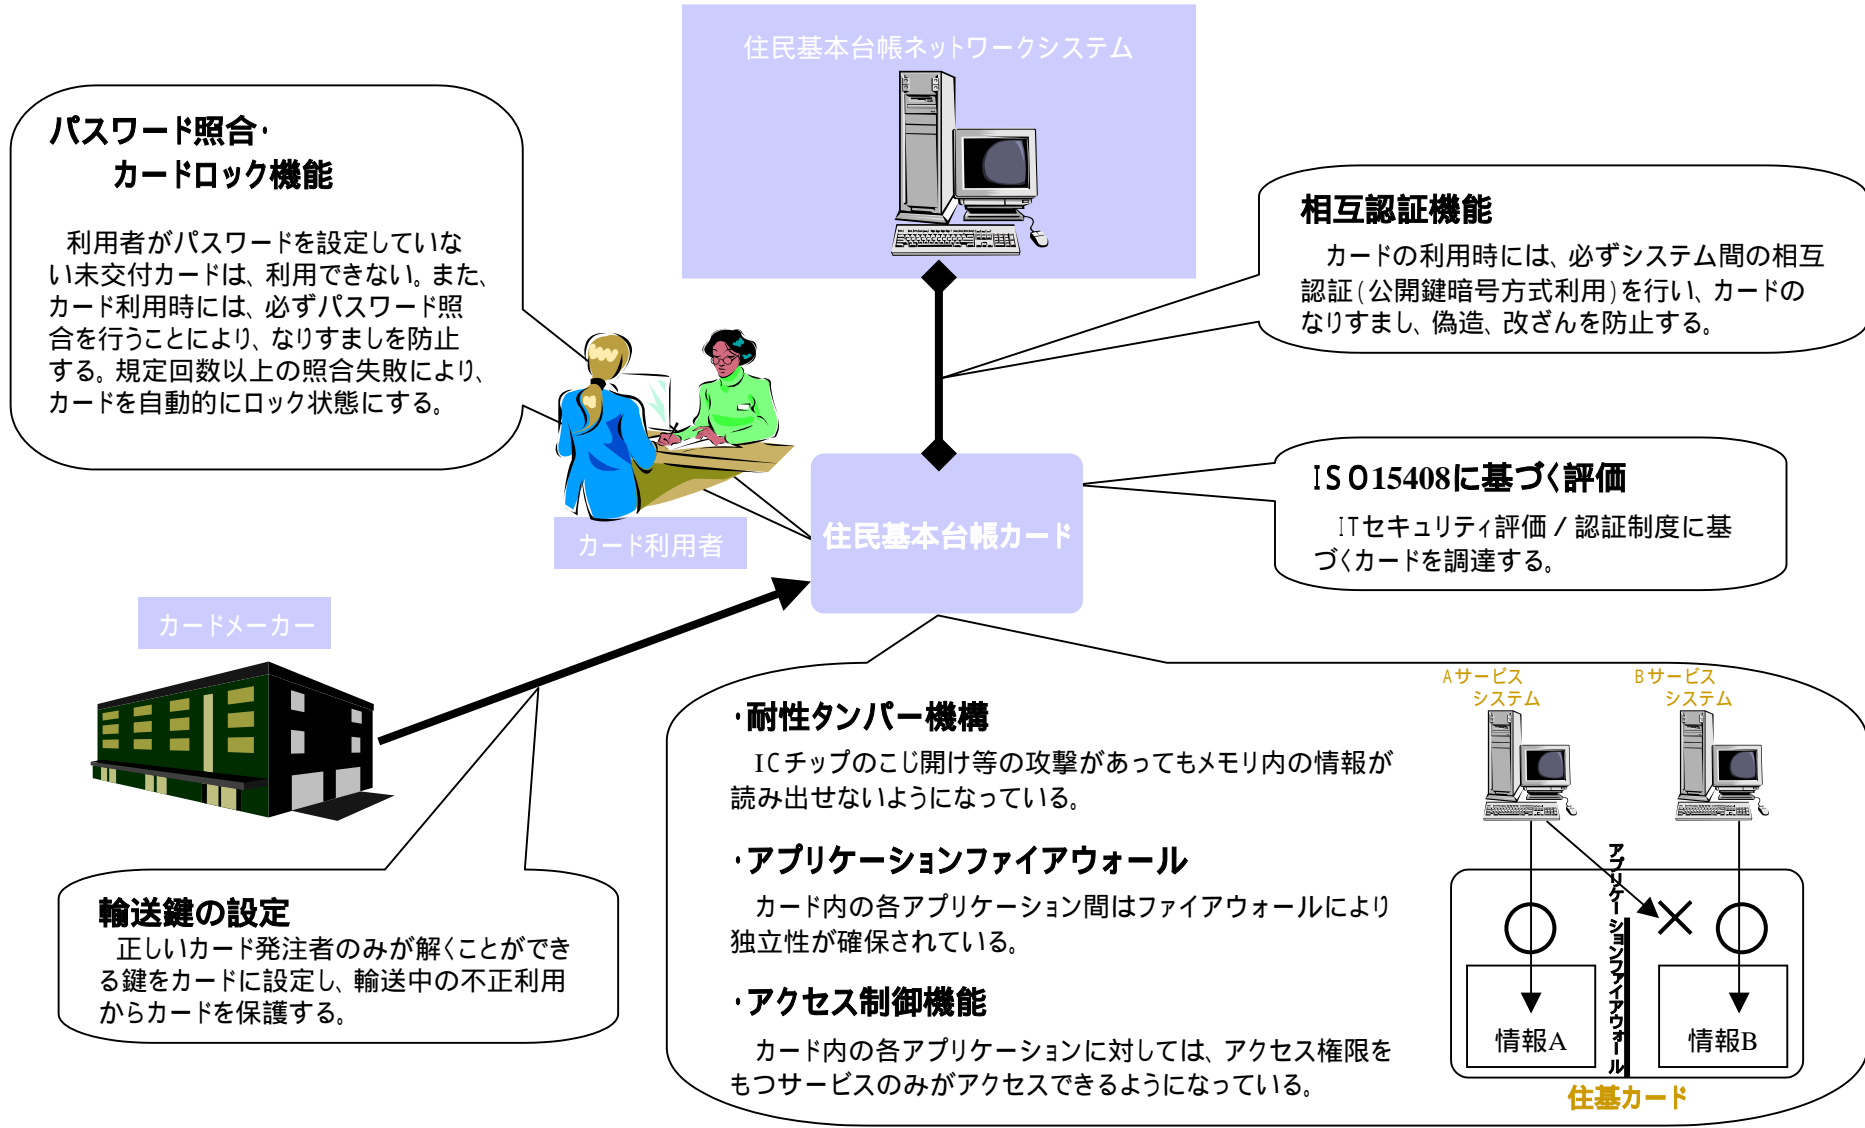 住民基本台帳ネットワークシステム
パスワード照合・
カードロック機能
利用者がパスワードを設定していな
い未交付カードは、利用できない。また、
カード利用時には、必ずパスワード照
合を行うことにより、なりすましを防止
する。規定回数以上の照合失敗により、
カードを自動的にロック状態にする。
相互認証機能
カードの利用時には、必ずシステム間の相互
認証(公開鍵暗号方式利用)を行い、カードの
なりすまし、偽造、改ざんを防止する。
ISO15408に基づく評価
ITセキュリティ評価/認証制度に基
づくカードを調達する。
カード利用者
住民基本台帳カード
カードメーカー
輸送鍵の設定
正しいカード発注者のみが解くことができ
る鍵をカードに設定し、輸送中の不正利用
からカードを保護する。
・耐性タンパー機構
ICチップのこじ開け等の攻撃があってもメモリ内の情報が
読み出せないようになっている。
・アプリケーションファイアウォール
カード内の各アプリケーション間はファイアウォールにより
独立性が確保されている。
・アクセス制御機能
カード内の各アプリケーションに対しては、アクセス権限を
もつサービスのみがアクセスできるようになっている。
Aサービス
システム
Bサービス
システム
アプリケーションファイアウォール
情報A
情報B
住基カード